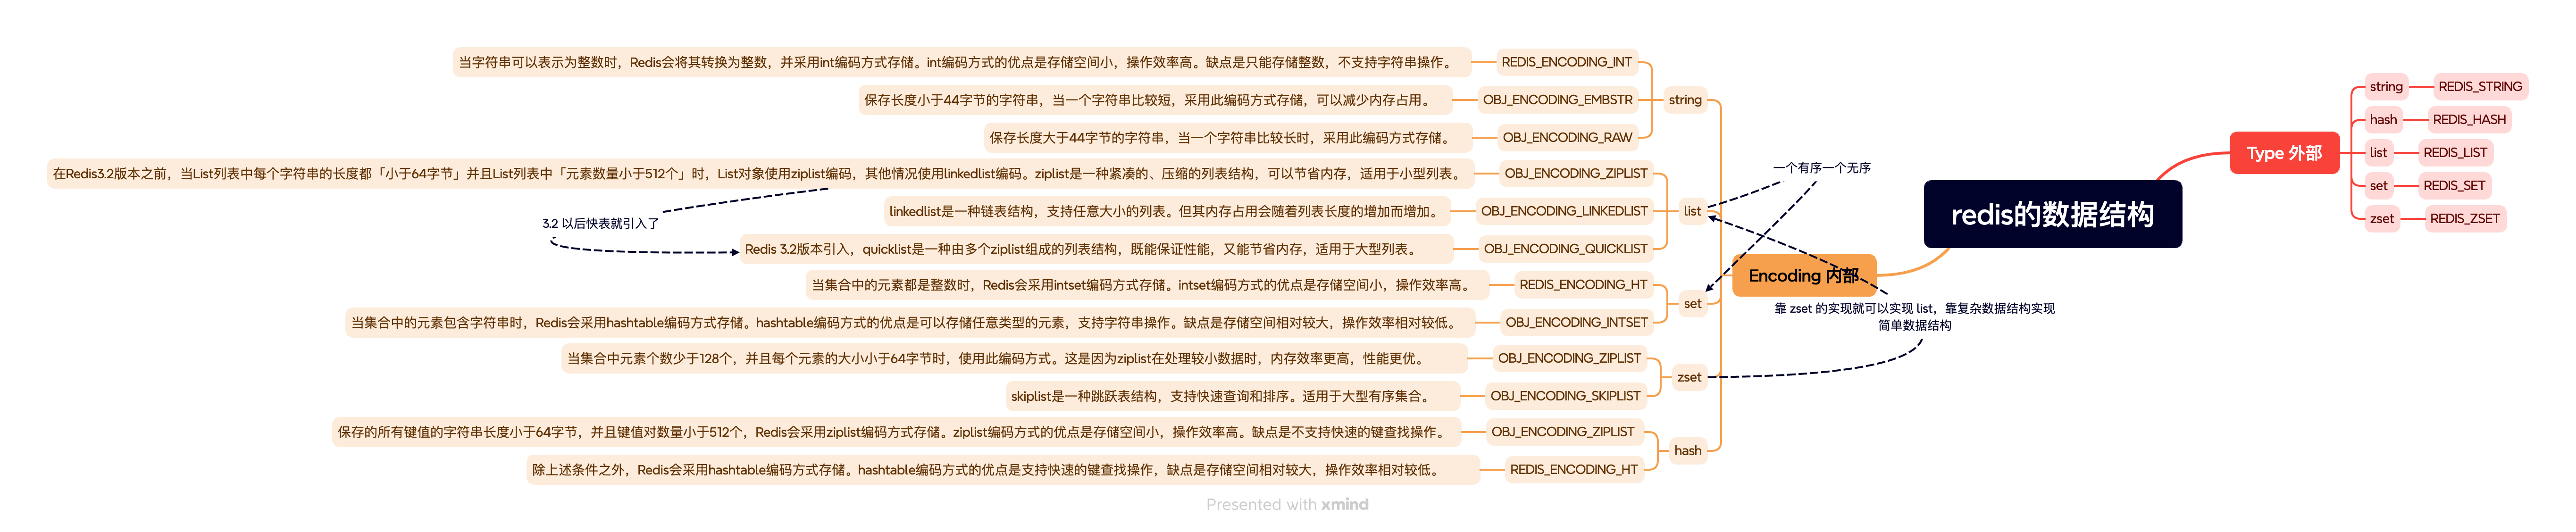 redis的数据结构
Type 外部
string
REDIS_STRING
hash
REDIS_HASH
list
REDIS_LIST
set
REDIS_SET
zset
REDIS_ZSET
Encoding 内部
string
REDIS_ENCODING_INT
当字符串可以表示为整数时，Redis会将其转换为整数，并采用int编码方式存储。int编码方式的优点是存储空间小，操作效率高。缺点是只能存储整数，不支持字符串操作。
OBJ_ENCODING_EMBSTR
保存长度小于44字节的字符串，当一个字符串比较短，采用此编码方式存储，可以减少内存占用。
OBJ_ENCODING_RAW
保存长度大于44字节的字符串，当一个字符串比较长时，采用此编码方式存储。
list
OBJ_ENCODING_ZIPLIST
在Redis3.2版本之前，当List列表中每个字符串的长度都「小于64字节」并且List列表中「元素数量小于512个」时，List对象使用ziplist编码，其他情况使用linkedlist编码。ziplist是一种紧凑的、压缩的列表结构，可以节省内存，适用于小型列表。
OBJ_ENCODING_LINKEDLIST
linkedlist是一种链表结构，支持任意大小的列表。但其内存占用会随着列表长度的增加而增加。
OBJ_ENCODING_QUICKLIST
Redis 3.2版本引入，quicklist是一种由多个ziplist组成的列表结构，既能保证性能，又能节省内存，适用于大型列表。
set
REDIS_ENCODING_HT
当集合中的元素都是整数时，Redis会采用intset编码方式存储。intset编码方式的优点是存储空间小，操作效率高。
OBJ_ENCODING_INTSET
当集合中的元素包含字符串时，Redis会采用hashtable编码方式存储。hashtable编码方式的优点是可以存储任意类型的元素，支持字符串操作。缺点是存储空间相对较大，操作效率相对较低。
zset
OBJ_ENCODING_ZIPLIST
当集合中元素个数少于128个，并且每个元素的大小小于64字节时，使用此编码方式。这是因为ziplist在处理较小数据时，内存效率更高，性能更优。
OBJ_ENCODING_SKIPLIST
skiplist是一种跳跃表结构，支持快速查询和排序。适用于大型有序集合。
hash
OBJ_ENCODING_ZIPLIST
保存的所有键值的字符串长度小于64字节，并且键值对数量小于512个，Redis会采用ziplist编码方式存储。ziplist编码方式的优点是存储空间小，操作效率高。缺点是不支持快速的键查找操作。
REDIS_ENCODING_HT
除上述条件之外，Redis会采用hashtable编码方式存储。hashtable编码方式的优点是支持快速的键查找操作，缺点是存储空间相对较大，操作效率相对较低。
3.2 以后快表就引入了
一个有序一个无序
靠 zset 的实现就可以实现 list，靠复杂数据结构实现
简单数据结构
Presented with xmind